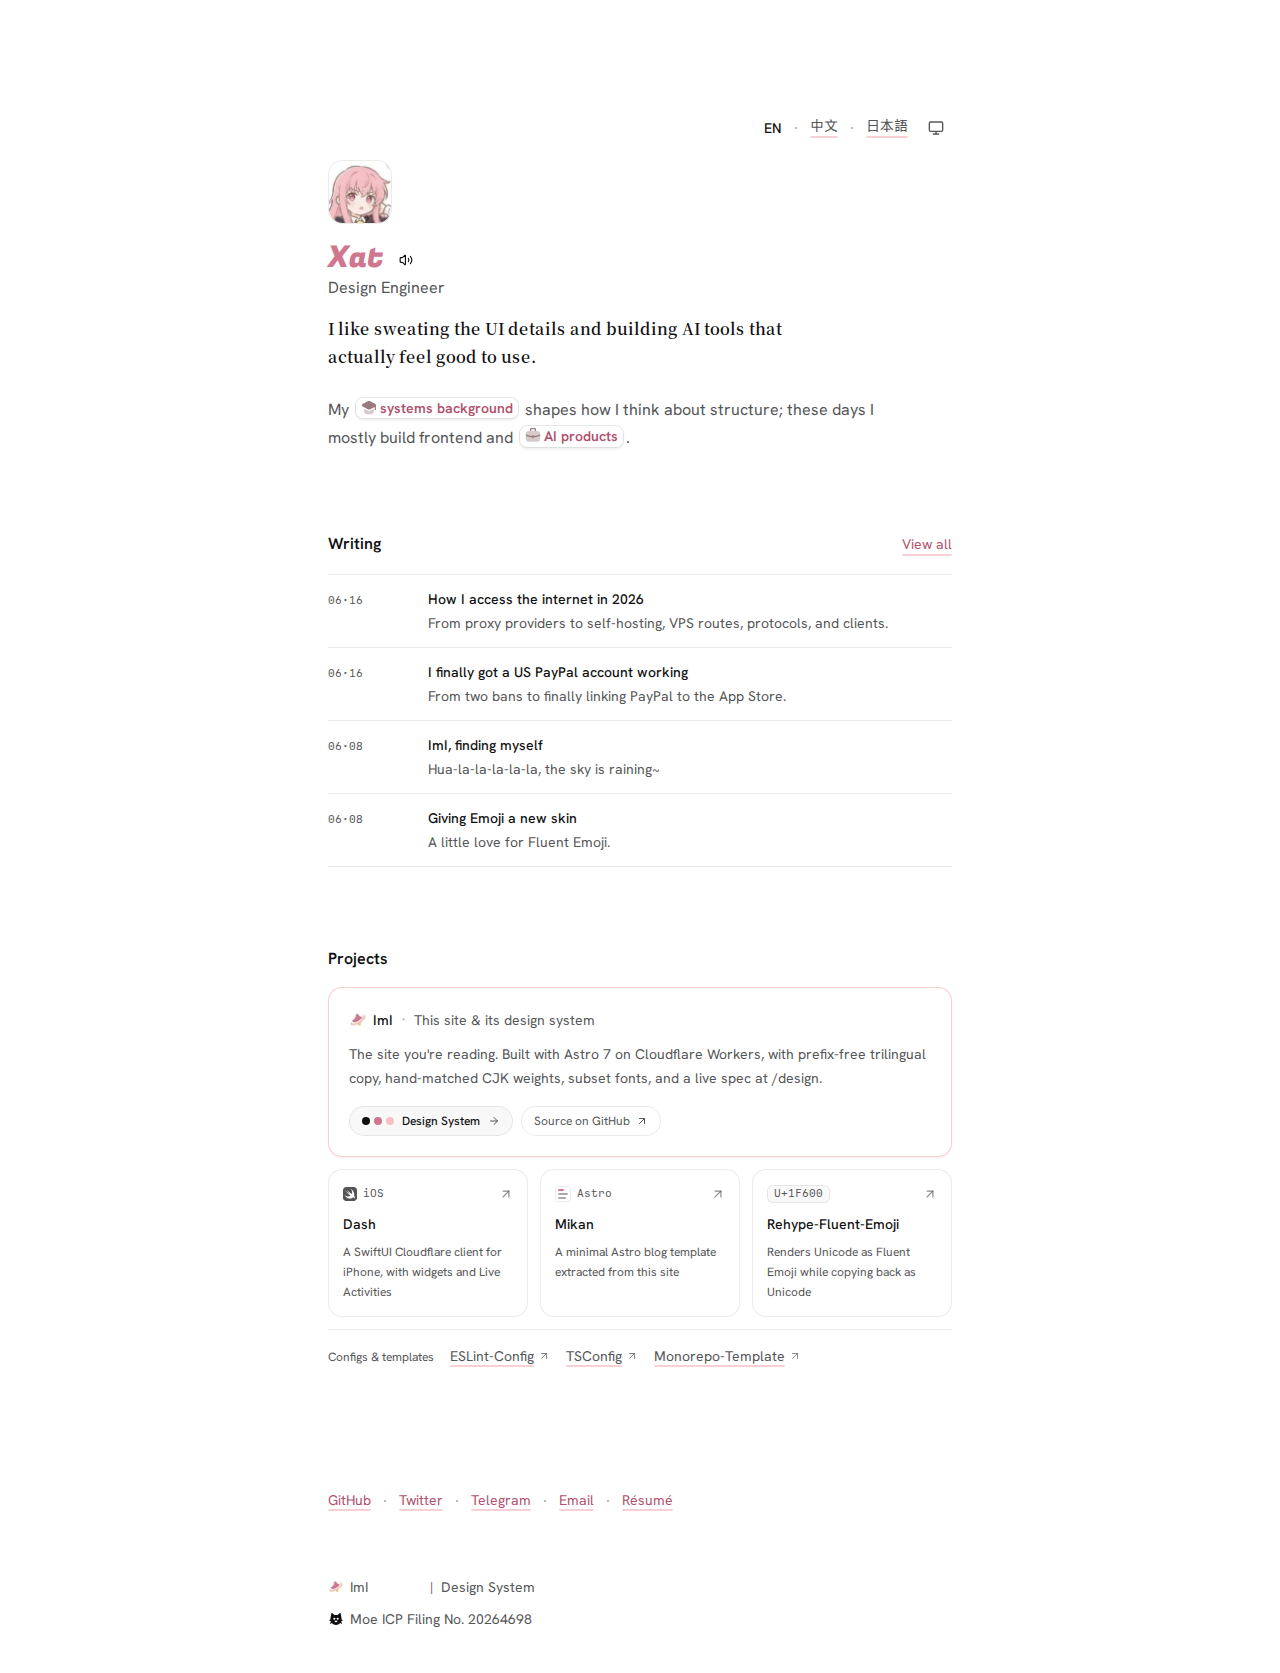 EN · 中文 · 日本語
Xat
Design Engineer
I like sweating the UI details and building AI tools that
actually feel good to use.
My systems background shapes how I think about structure; these days I
mostly build frontend and AI products.
Writing
View all
06·16
How I access the internet in 2026
From proxy providers to self-hosting, VPS routes, protocols, and clients.
06·16
I finally got a US PayPal account working
From two bans to finally linking PayPal to the App Store.
06·08
ImI, finding myself
Hua-la-la-la-la-la, the sky is raining~
06·08
Giving Emoji a new skin
A little love for Fluent Emoji.
Projects
ImI · This site & its design system
The site you're reading. Built with Astro 7 on Cloudflare Workers, with prefix-free trilingual
copy, hand-matched CJK weights, subset fonts, and a live spec at /design.
Design System →
Source on GitHub ↗
iOS ↗
Dash
A SwiftUI Cloudflare client for
iPhone, with widgets and Live
Activities
Astro ↗
Mikan
A minimal Astro blog template
extracted from this site
U+1F600 ↗
Rehype-Fluent-Emoji
Renders Unicode as Fluent
Emoji while copying back as
Unicode
Configs & templates ESLint-Config ↗ TSConfig ↗ Monorepo-Template ↗
GitHub · Twitter · Telegram · Email · Résumé
ImI | Design System
Moe ICP Filing No. 20264698